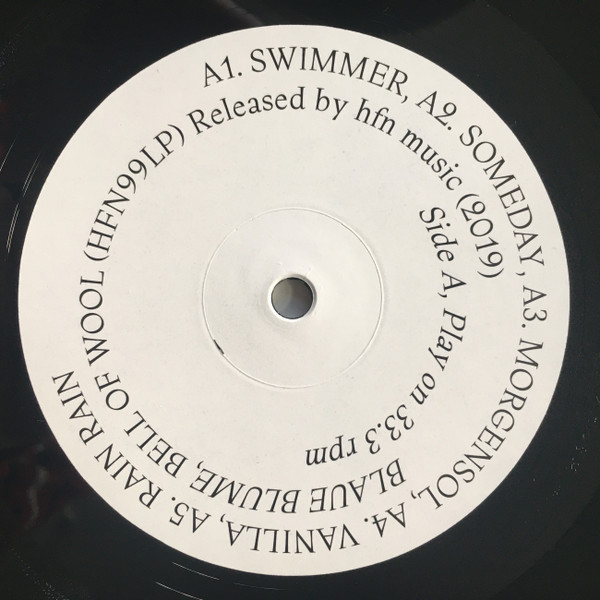 A1. SWIMMER, A2. SOMEDAY, A3. MORGENSOL, A4. VANILLA, A5. RAIN RAIN
BLAUE BLUME, BELL OF WOOL (HFN99LP) Released by hfn music (2019)
Side A, Play on 33.3 rpm